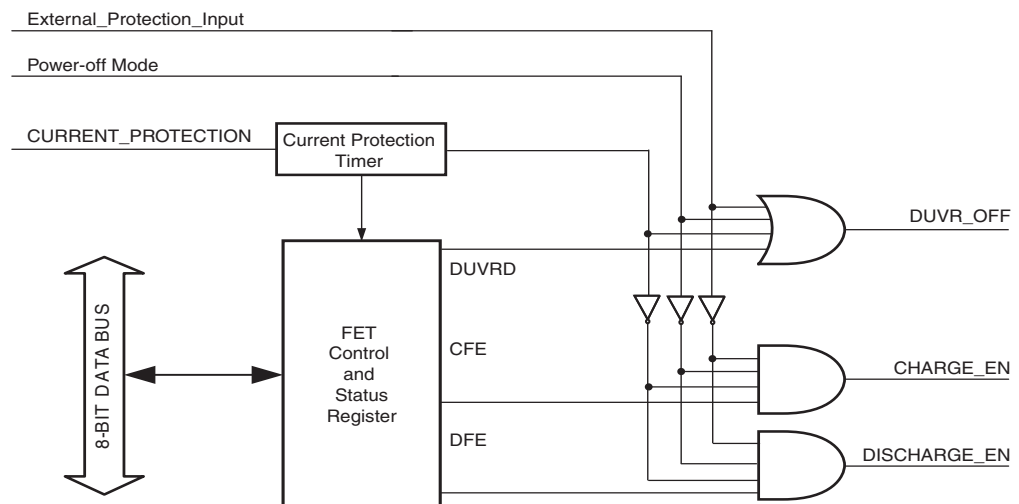 External_Protection_Input
Power-off Mode
CURRENT_PROTECTION
Current Protection
Timer
DUVR_OFF
DUVRD
8-BIT DATA BUS
FET
Control
and
Status
Register
CFE
CHARGE_EN
DFE
DISCHARGE_EN